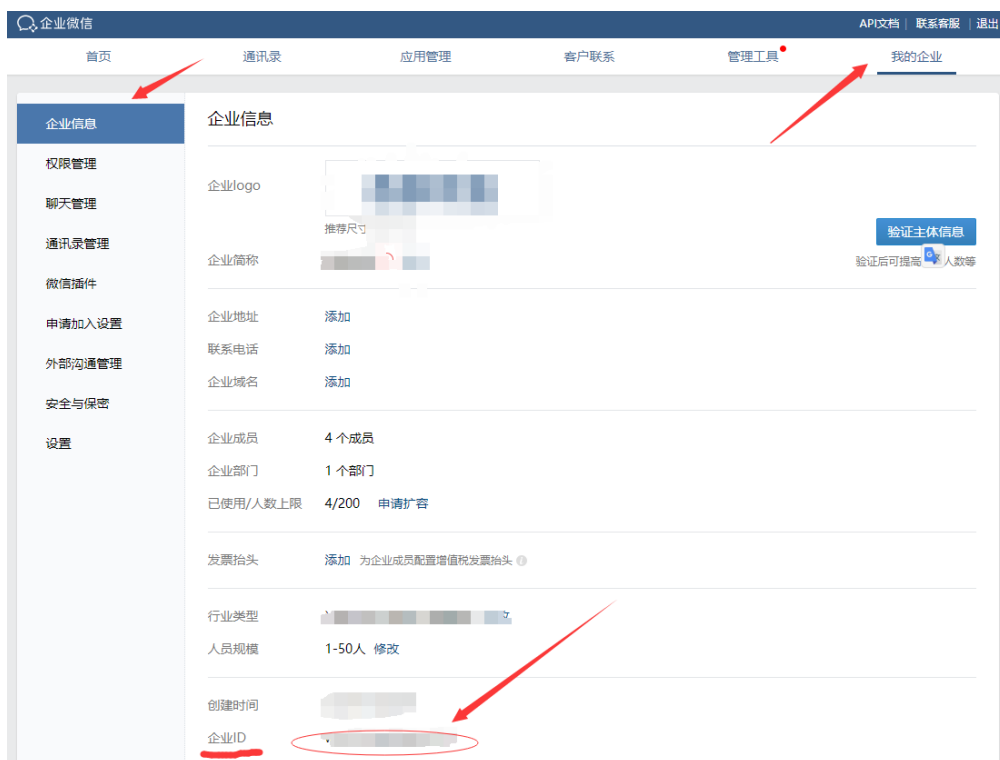 企业微信
API文档 | 联系客服 | 退出
首页 通讯录 应用管理 客户联系 管理工具 我的企业
企业信息
权限管理
聊天管理
通讯录管理
微信插件
申请加入设置
外部沟通管理
安全与保密
设置
企业信息
企业logo
推荐尺寸
验证主体信息
企业简称
验证后可提高 人数等
企业地址 添加
联系电话 添加
企业域名 添加
企业成员 4 个成员
企业部门 1 个部门
已使用/人数上限 4/200 申请扩容
发票抬头 添加 为企业成员配置增值税发票抬头
行业类型
人员规模 1-50人 修改
创建时间
企业ID